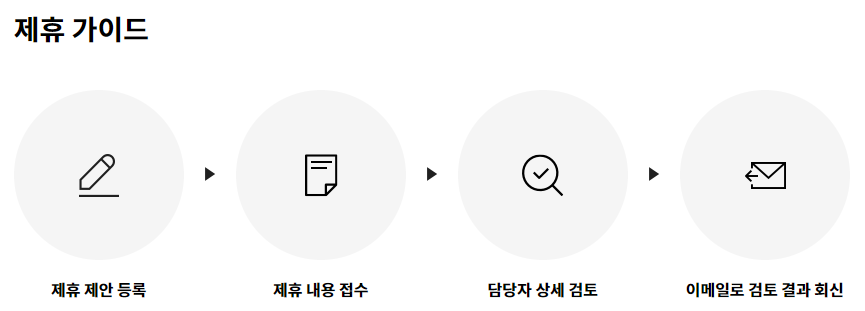 제휴 가이드
제휴 제안 등록
제휴 내용 접수
담당자 상세 검토
이메일로 검토 결과 회신